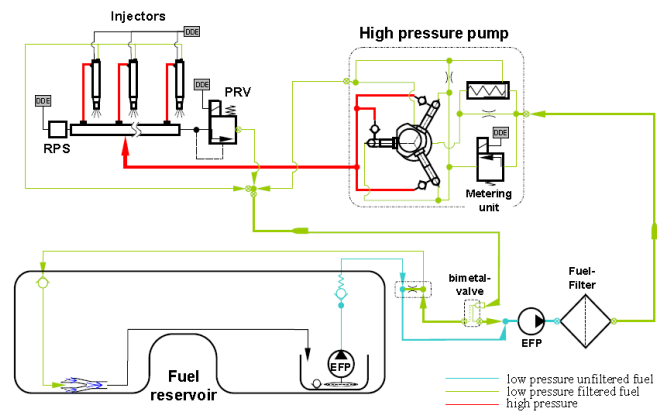 Injectors
DDE
High pressure pump
DDE
DDE
PRV
RPS
DDE
Metering
unit
bimetal-
valve
Fuel-
Filter
EFP
Fuel
reservoir
EFP
low pressure unfiltered fuel
low pressure filtered fuel
high pressure